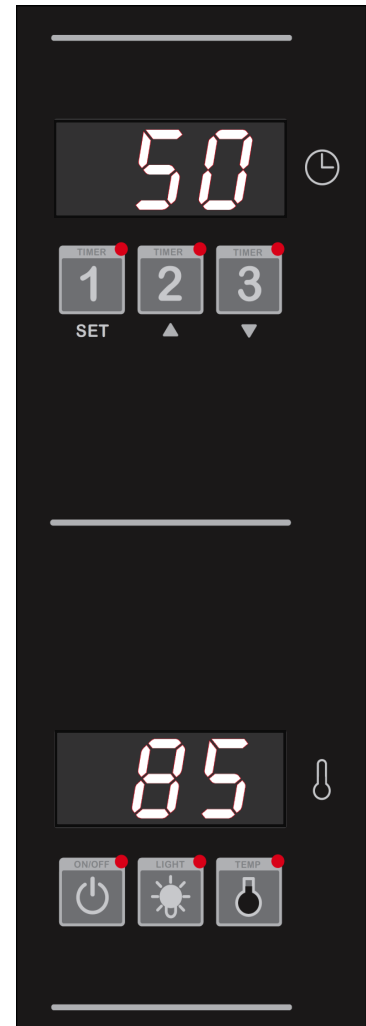 50
TIMER TIMER TIMER
1 2 3
SET ▲ ▼
85
ON/OFF LIGHT TEMP